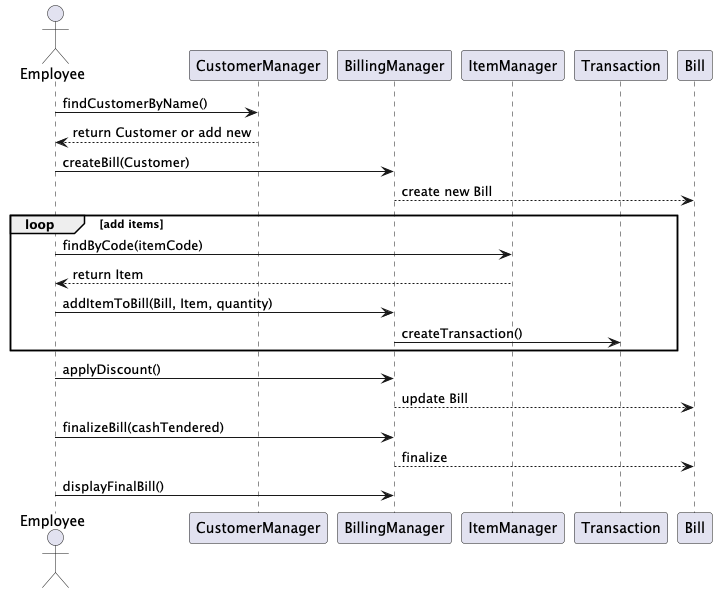 Employee
CustomerManager
BillingManager
ItemManager
Transaction
Bill
findCustomerByName()
return Customer or add new
createBill(Customer)
create new Bill
loop
[add items]
findByCode(itemCode)
return Item
addItemToBill(Bill, Item, quantity)
createTransaction()
applyDiscount()
update Bill
finalizeBill(cashTendered)
finalize
displayFinalBill()
Employee
CustomerManager
BillingManager
ItemManager
Transaction
Bill